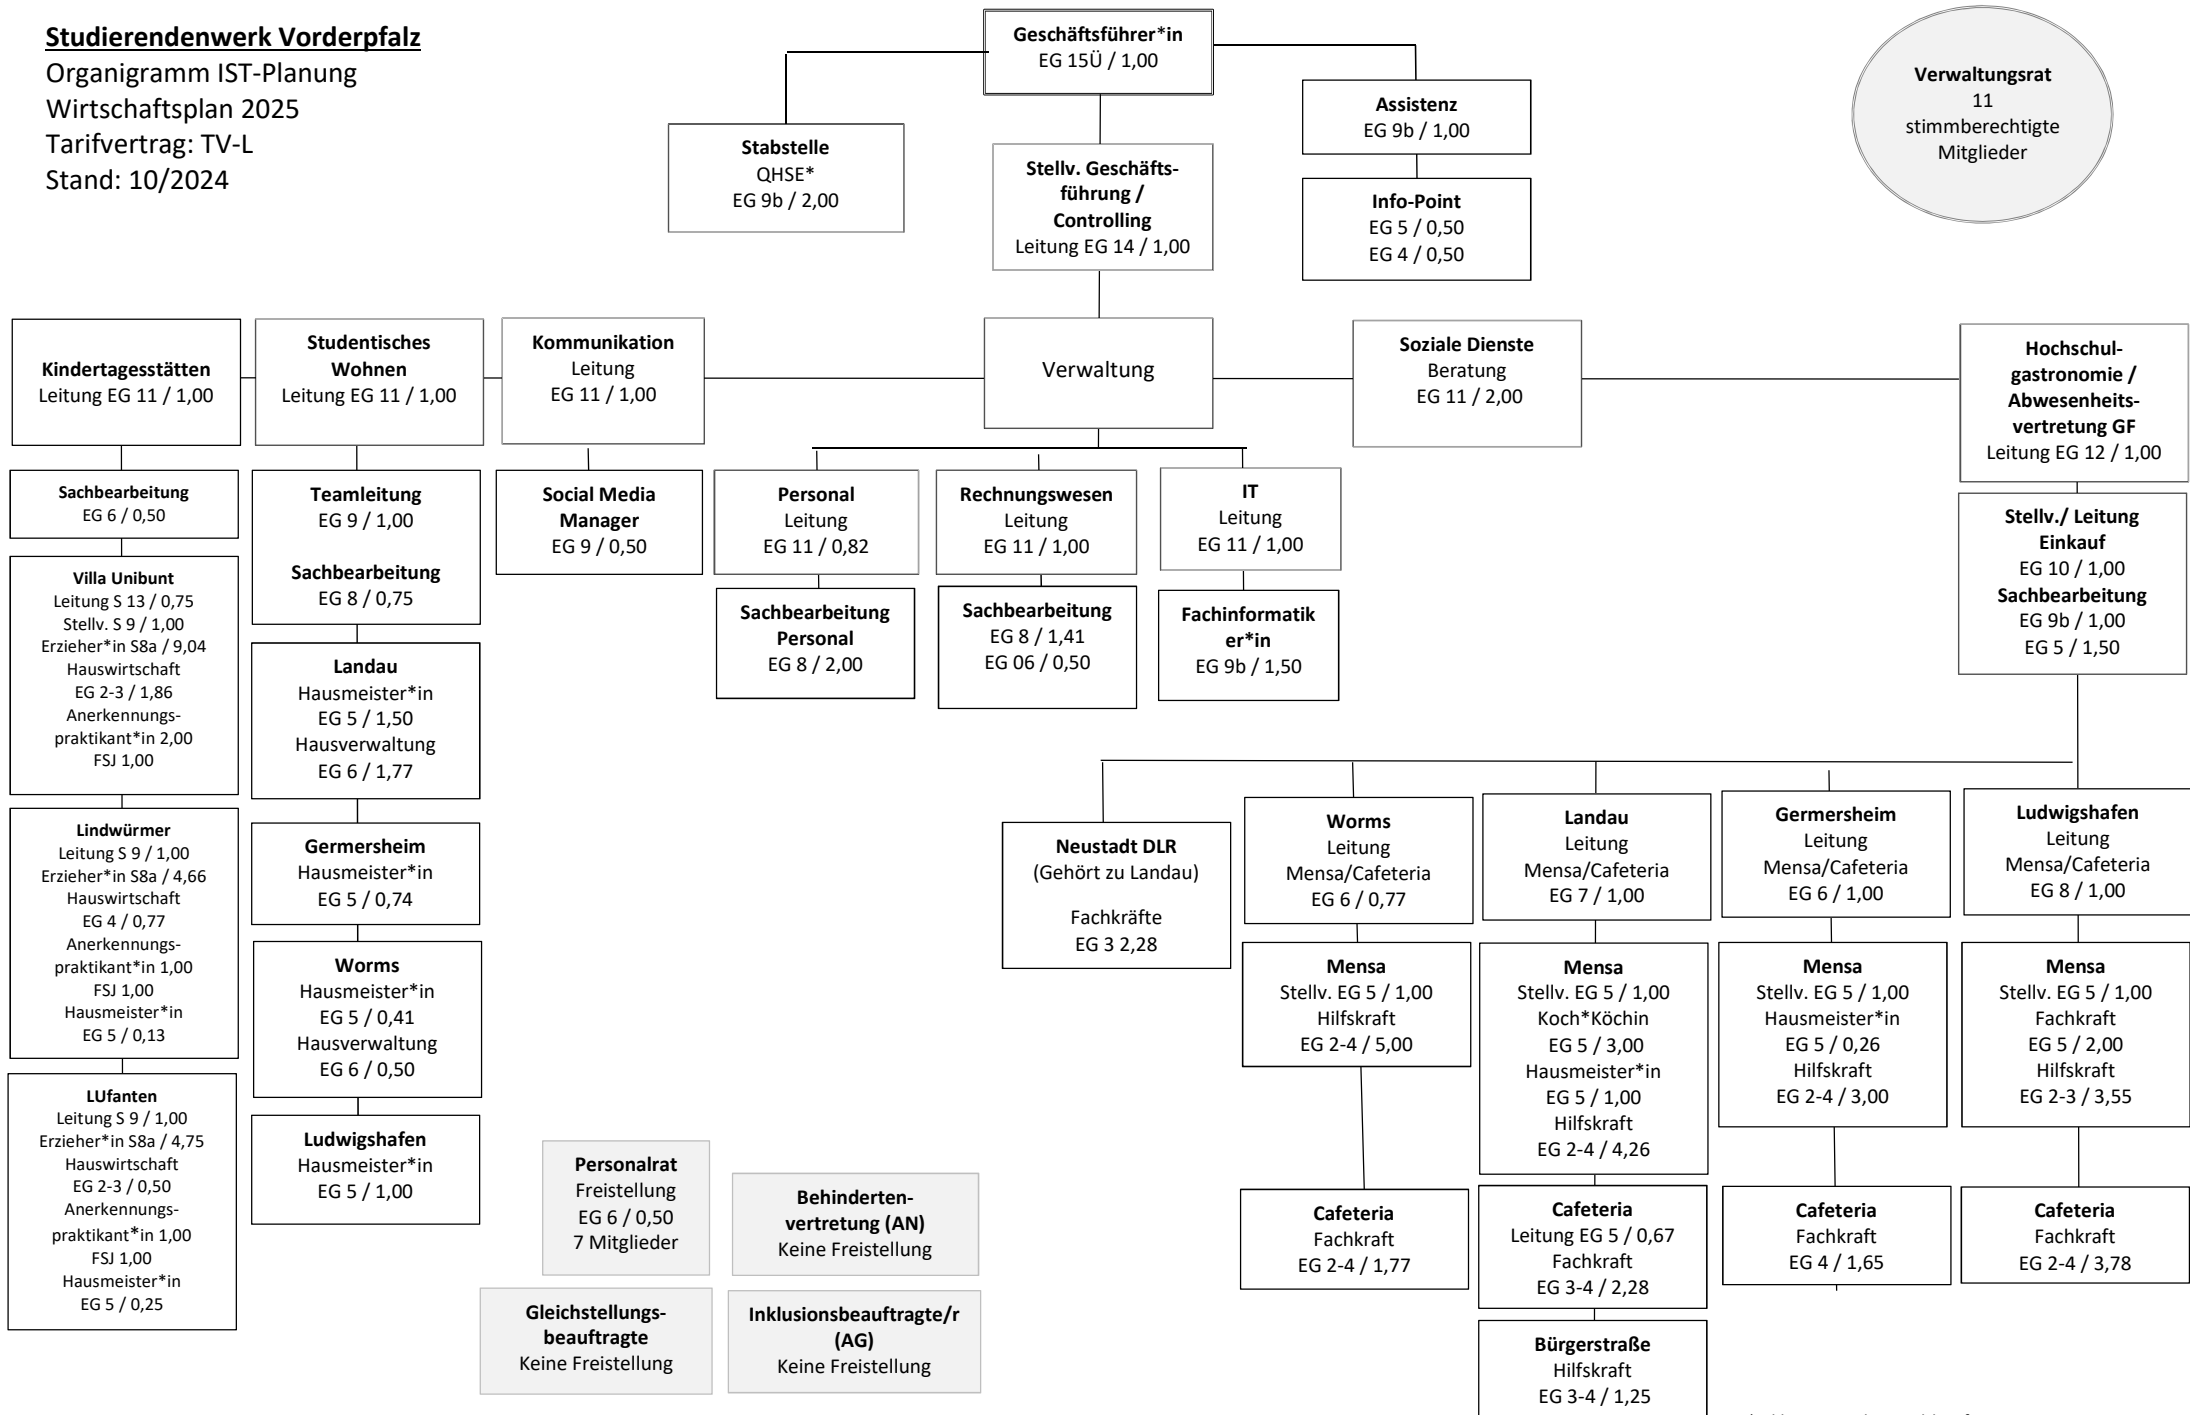 Studierendenwerk Vorderpfalz
Organigramm IST-Planung
Wirtschaftsplan 2025
Tarifvertrag: TV-L
Stand: 10/2024
Geschäftsführer*in
EG 15Ü / 1,00
Verwaltungsrat
11
stimmberechtigte
Mitglieder
Stabstelle
QHSE*
EG 9b / 2,00
Stellv. Geschäfts-
führung /
Controlling
Leitung EG 14 / 1,00
Assistenz
EG 9b / 1,00
Info-Point
EG 5 / 0,50
EG 4 / 0,50
Kindertagesstätten
Leitung EG 11 / 1,00
Studentisches
Wohnen
Leitung EG 11 / 1,00
Kommunikation
Leitung
EG 11 / 1,00
Verwaltung
Soziale Dienste
Beratung
EG 11 / 2,00
Hochschul-
gastronomie /
Abwesenheits-
vertretung GF
Leitung EG 12 / 1,00
Sachbearbeitung
EG 6 / 0,50
Villa Unibunt
Leitung S 13 / 0,75
Stellv. S 9 / 1,00
Erzieher*in S8a / 9,04
Hauswirtschaft
EG 2-3 / 1,86
Anerkennungs-
praktikant*in 2,00
FSJ 1,00
Lindwürmer
Leitung S 9 / 1,00
Erzieher*in S8a / 4,66
Hauswirtschaft
EG 4 / 0,77
Anerkennungs-
praktikant*in 1,00
FSJ 1,00
Hausmeister*in
EG 5 / 0,13
LUfanten
Leitung S 9 / 1,00
Erzieher*in S8a / 4,75
Hauswirtschaft
EG 2-3 / 0,50
Anerkennungs-
praktikant*in 1,00
FSJ 1,00
Hausmeister*in
EG 5 / 0,25
Teamleitung
EG 9 / 1,00
Sachbearbeitung
EG 8 / 0,75
Landau
Hausmeister*in
EG 5 / 1,50
Hausverwaltung
EG 6 / 1,77
Germersheim
Hausmeister*in
EG 5 / 0,74
Worms
Hausmeister*in
EG 5 / 0,41
Hausverwaltung
EG 6 / 0,50
Ludwigshafen
Hausmeister*in
EG 5 / 1,00
Social Media
Manager
EG 9 / 0,50
Personal
Leitung
EG 11 / 0,82
Sachbearbeitung
Personal
EG 8 / 2,00
Rechnungswesen
Leitung
EG 11 / 1,00
Sachbearbeitung
EG 8 / 1,41
EG 06 / 0,50
IT
Leitung
EG 11 / 1,00
Fachinformatik
er*in
EG 9b / 1,50
Stellv./ Leitung
Einkauf
EG 10 / 1,00
Sachbearbeitung
EG 9b / 1,00
EG 5 / 1,50
Neustadt DLR
(Gehört zu Landau)
Fachkräfte
EG 3 2,28
Worms
Leitung
Mensa/Cafeteria
EG 6 / 0,77
Mensa
Stellv. EG 5 / 1,00
Hilfskraft
EG 2-4 / 5,00
Cafeteria
Fachkraft
EG 2-4 / 1,77
Landau
Leitung
Mensa/Cafeteria
EG 7 / 1,00
Mensa
Stellv. EG 5 / 1,00
Koch*Köchin
EG 5 / 3,00
Hausmeister*in
EG 5 / 1,00
Hilfskraft
EG 2-4 / 4,26
Cafeteria
Leitung EG 5 / 0,67
Fachkraft
EG 3-4 / 2,28
Bürgerstraße
Hilfskraft
EG 3-4 / 1,25
Germersheim
Leitung
Mensa/Cafeteria
EG 6 / 1,00
Mensa
Stellv. EG 5 / 1,00
Hausmeister*in
EG 5 / 0,26
Hilfskraft
EG 2-4 / 3,00
Cafeteria
Fachkraft
EG 4 / 1,65
Ludwigshafen
Leitung
Mensa/Cafeteria
EG 8 / 1,00
Mensa
Stellv. EG 5 / 1,00
Fachkraft
EG 5 / 2,00
Hilfskraft
EG 2-3 / 3,55
Cafeteria
Fachkraft
EG 2-4 / 3,78
Personalrat
Freistellung
EG 6 / 0,50
7 Mitglieder
Behinderten-
vertretung (AN)
Keine Freistellung
Gleichstellungs-
beauftragte
Keine Freistellung
Inklusionsbeauftragte/r
(AG)
Keine Freistellung